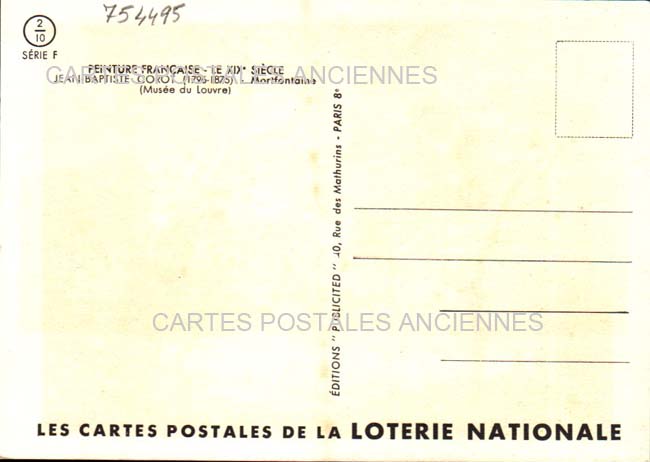 754495
2
10
SÉRIE F
PEINTURE FRANÇAISE - LE XIXe SIÈCLE
JEAN-BAPTISTE COROT (1796-1875) - Mortfontaine
(Musée du Louvre)
CARTES POSTALES ANCIENNES
ÉDITIONS " PUBLICITED " 40, Rue des Mathurins - PARIS 8e
CARTES POSTALES ANCIENNES
LES CARTES POSTALES DE LA LOTERIE NATIONALE